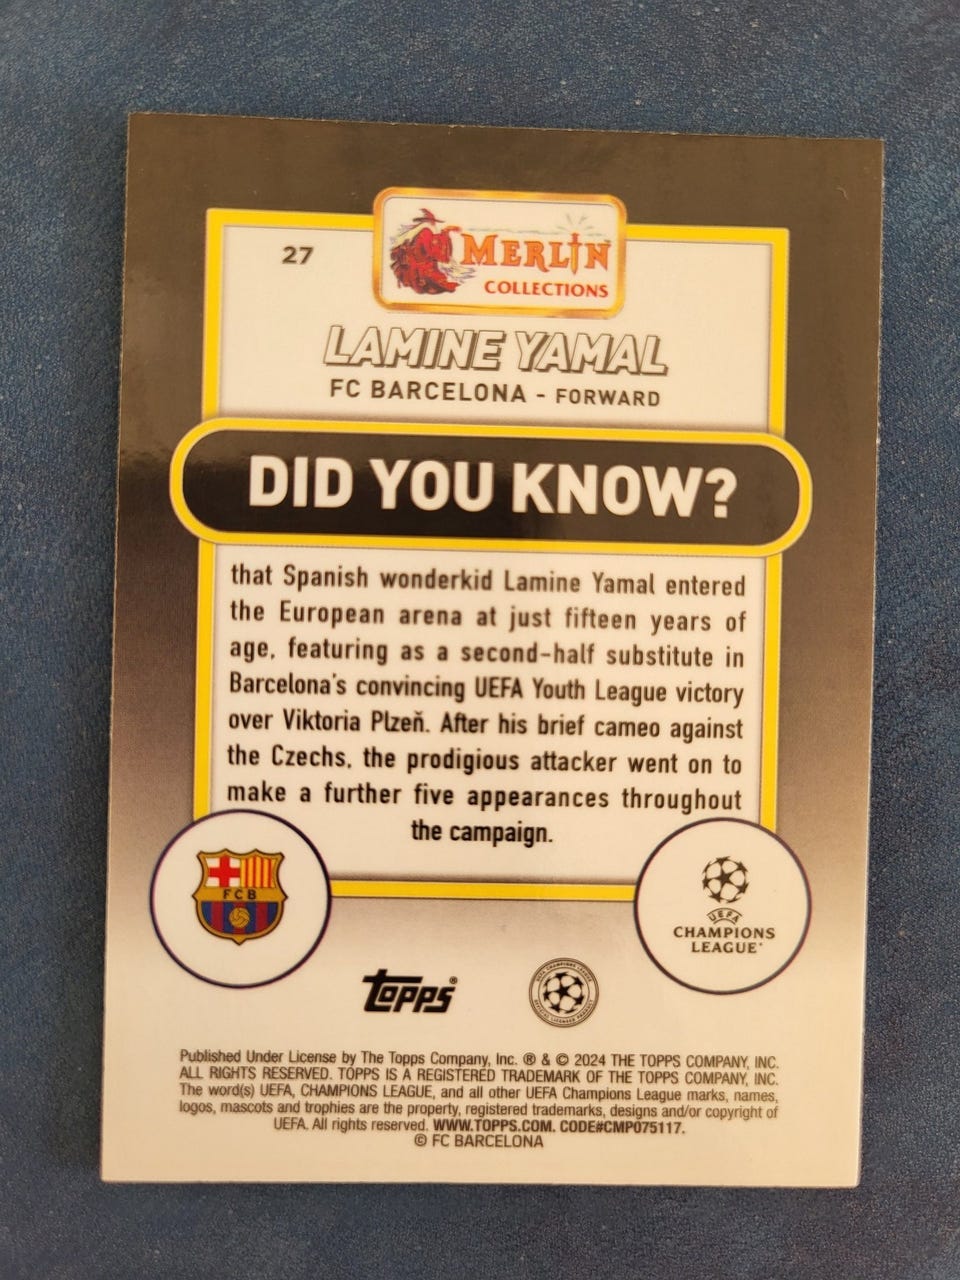 27
MERLIN
COLLECTIONS
LAMINE YAMAL
FC BARCELONA - FORWARD
DID YOU KNOW?
that Spanish wonderkid Lamine Yamal entered
the European arena at just fifteen years of
age, featuring as a second-half substitute in
Barcelona's convincing UEFA Youth League victory
over Viktoria Plzeň. After his brief cameo against
the Czechs, the prodigious attacker went on to
make a further five appearances throughout
the campaign.
FCB
UEFA
CHAMPIONS
LEAGUE®
topps®
UEFA CHAMPIONS LEAGUE
OFFICIAL LICENSED PRODUCT
Published Under License by The Topps Company, Inc. ® & © 2024 THE TOPPS COMPANY, INC.
ALL RIGHTS RESERVED. TOPPS IS A REGISTERED TRADEMARK OF THE TOPPS COMPANY, INC.
The word(s) UEFA, CHAMPIONS LEAGUE, and all other UEFA Champions League marks, names,
logos, mascots and trophies are the property, registered trademarks, designs and/or copyright of
UEFA. All rights reserved. WWW.TOPPS.COM. CODE#CMP075117.
© FC BARCELONA